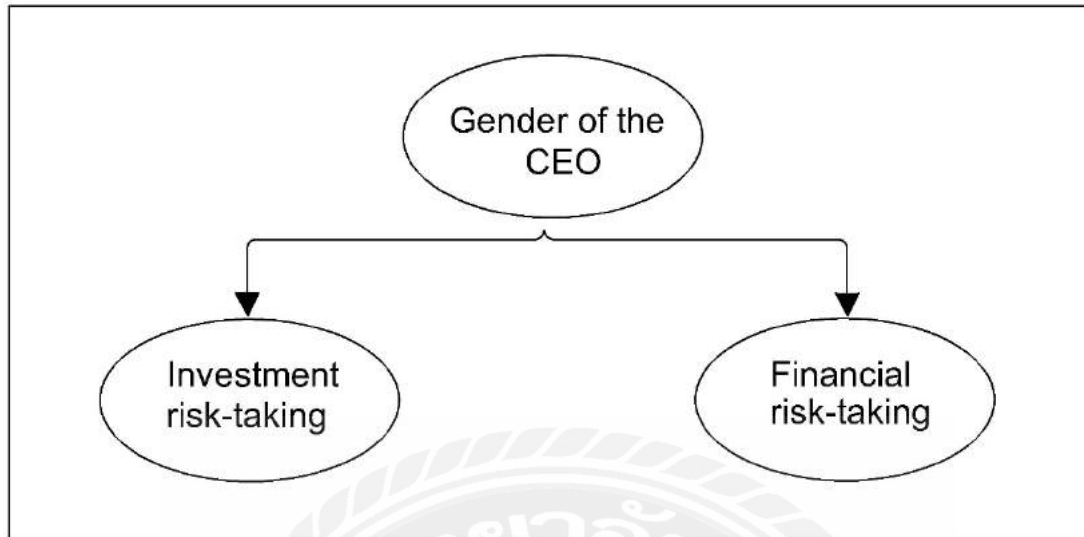 Gender of the
CEO
Investment
risk-taking
Financial
risk-taking